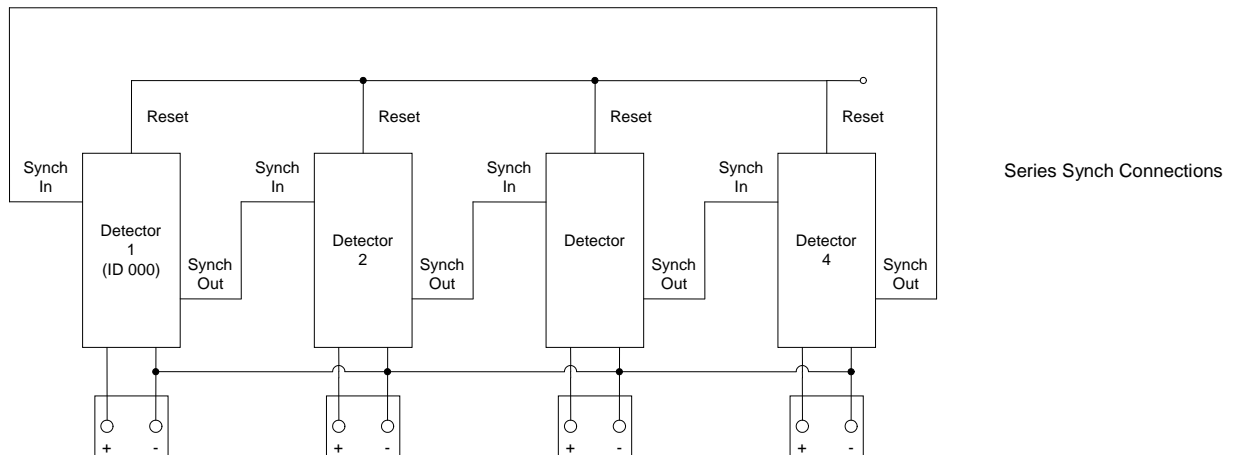 Reset
Reset
Reset
Reset
Synch
In
Synch
In
Synch
In
Synch
In
Series Synch Connections
Detector
1
(ID 000)
Detector
2
Detector
Detector
4
Synch
Out
Synch
Out
Synch
Out
Synch
Out
+ -
+ -
+ -
+ -